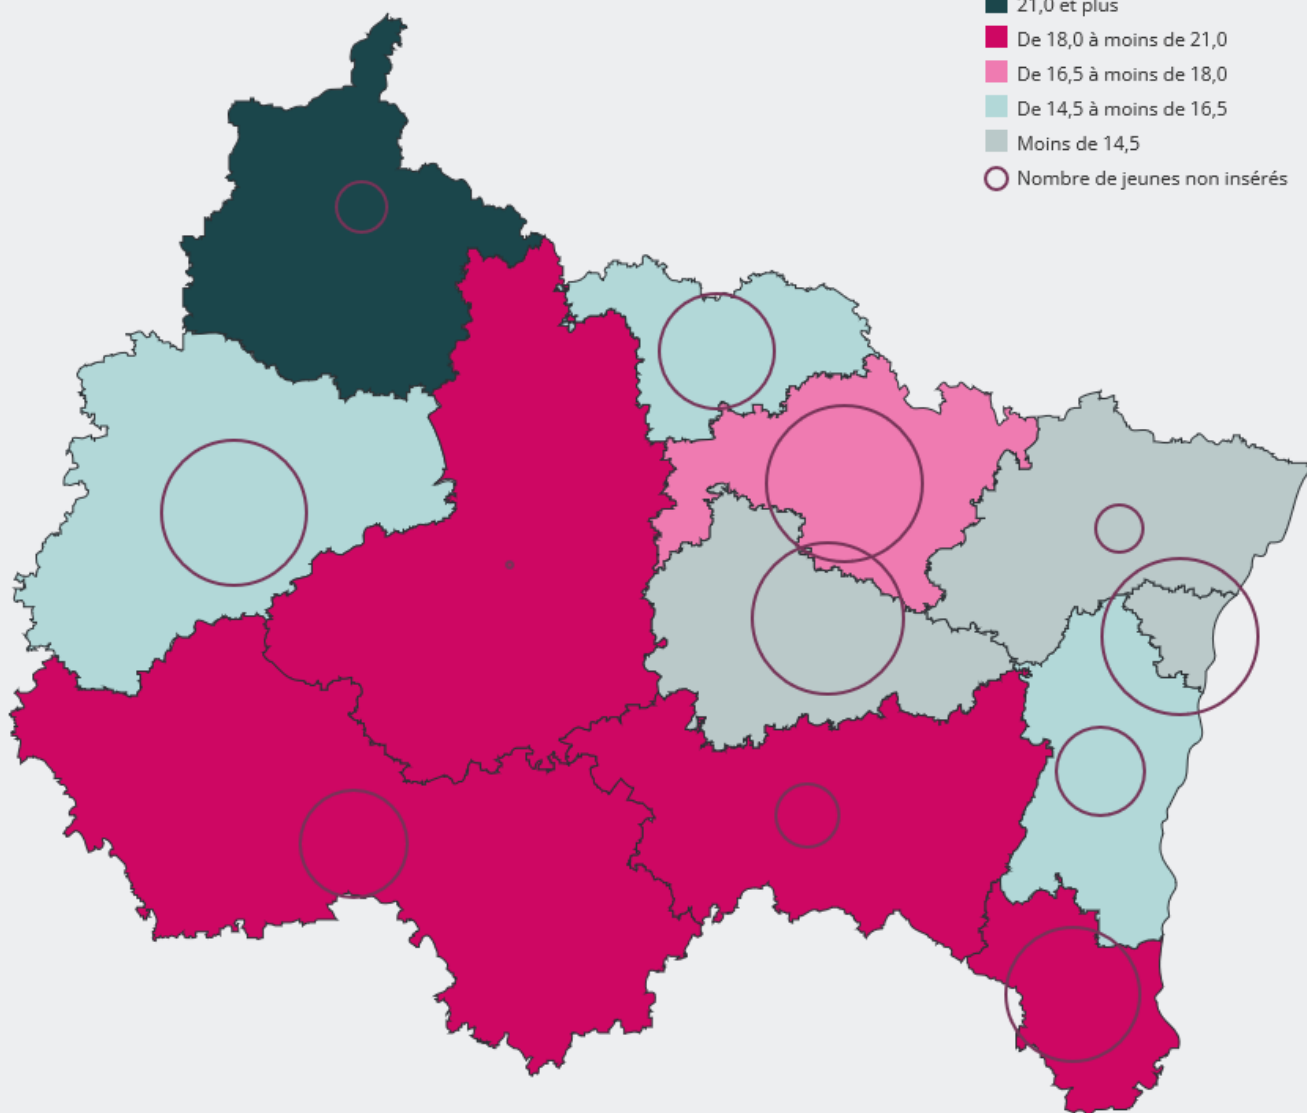 21,0 et plus
De 18,0 à moins de 21,0
De 16,5 à moins de 18,0
De 14,5 à moins de 16,5
Moins de 14,5
Nombre de jeunes non insérés